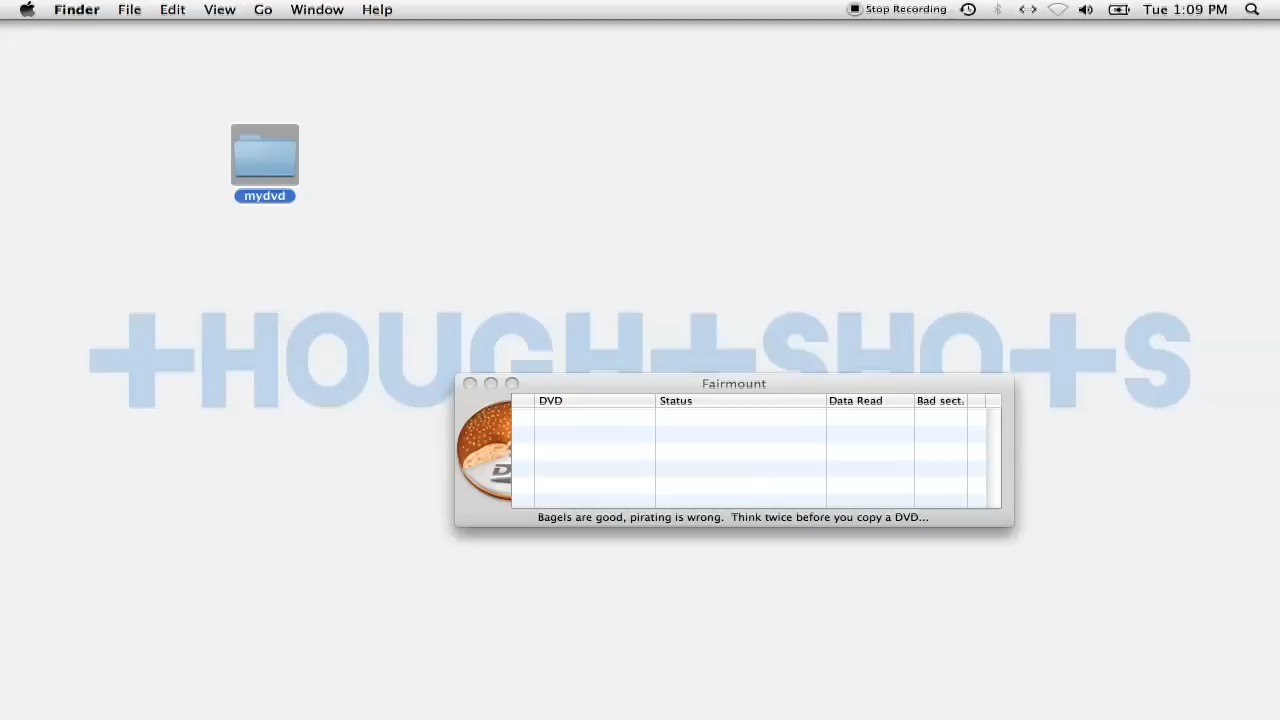 Finder File Edit View Go Window Help Stop Recording Tue 1:09 PM
mydvd
+HOUGH+SHO+S
Fairmount
DVD Status Data Read Bad sect.
Bagels are good, pirating is wrong. Think twice before you copy a DVD...